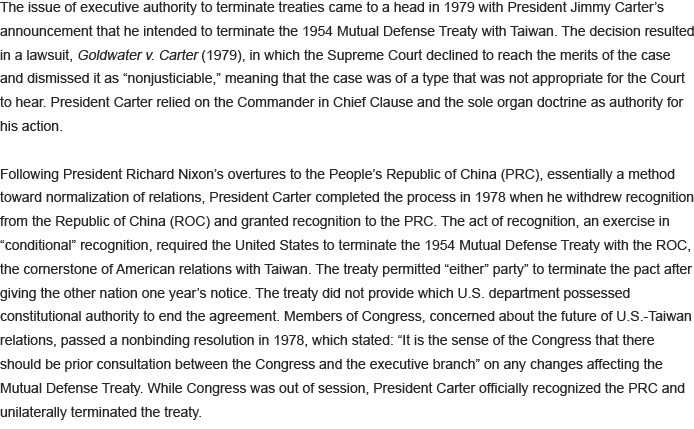 The issue of executive authority to terminate treaties came to a head in 1979 with President Jimmy Carter’s
announcement that he intended to terminate the 1954 Mutual Defense Treaty with Taiwan. The decision resulted
in a lawsuit, Goldwater v. Carter (1979), in which the Supreme Court declined to reach the merits of the case
and dismissed it as “nonjusticiable,” meaning that the case was of a type that was not appropriate for the Court
to hear. President Carter relied on the Commander in Chief Clause and the sole organ doctrine as authority for
his action.
Following President Richard Nixon’s overtures to the People’s Republic of China (PRC), essentially a method
toward normalization of relations, President Carter completed the process in 1978 when he withdrew recognition
from the Republic of China (ROC) and granted recognition to the PRC. The act of recognition, an exercise in
“conditional” recognition, required the United States to terminate the 1954 Mutual Defense Treaty with the ROC,
the cornerstone of American relations with Taiwan. The treaty permitted “either” party” to terminate the pact after
giving the other nation one year’s notice. The treaty did not provide which U.S. department possessed
constitutional authority to end the agreement. Members of Congress, concerned about the future of U.S.-Taiwan
relations, passed a nonbinding resolution in 1978, which stated: “It is the sense of the Congress that there
should be prior consultation between the Congress and the executive branch” on any changes affecting the
Mutual Defense Treaty. While Congress was out of session, President Carter officially recognized the PRC and
unilaterally terminated the treaty.